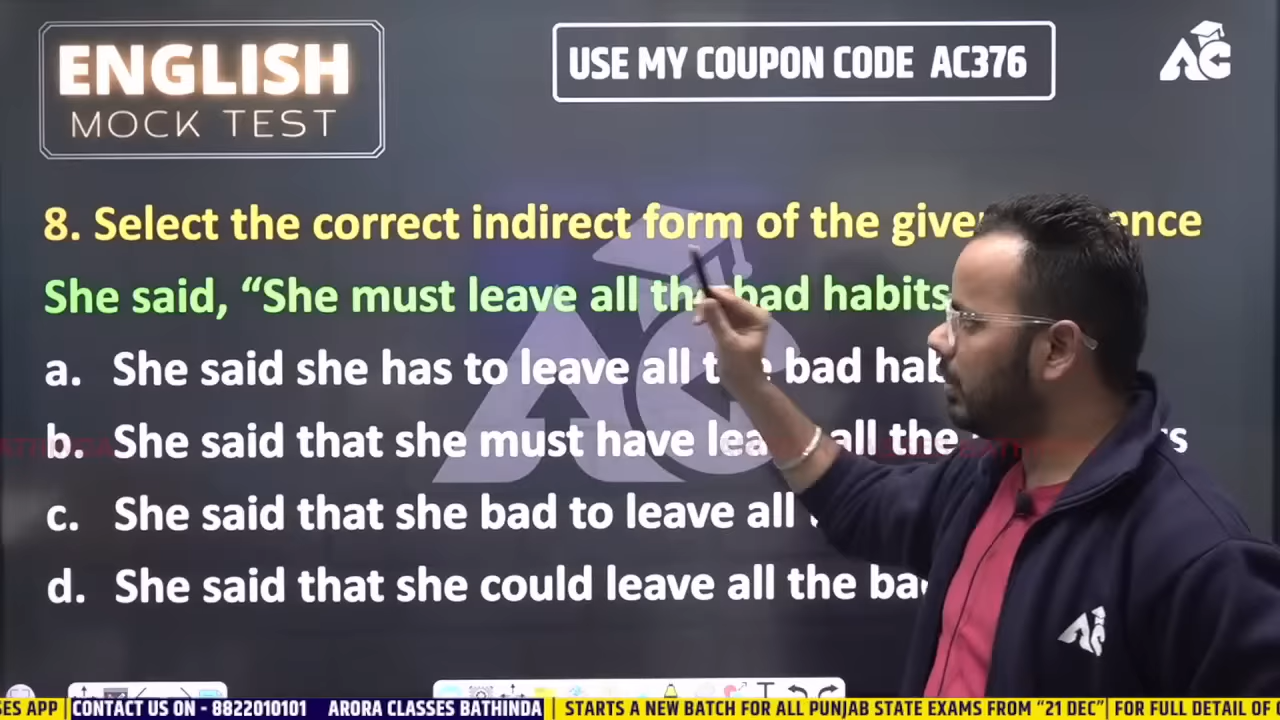 ENGLISH
MOCK TEST
USE MY COUPON CODE AC376
AC
8. Select the correct indirect form of the
She said, “She must leave all bad habits
a. She said she has to leave all bad
b. She said that she must have all the
c. She said that she bad to leave all
d. She said that she could leave all the
AC
SES APP | CONTACT US ON - 8822010101 ARORA CLASSES BATHINDA | STARTS A NEW BATCH FOR ALL PUNJAB STATE EXAMS FROM “21 DEC” | FOR FULL DETAIL OF